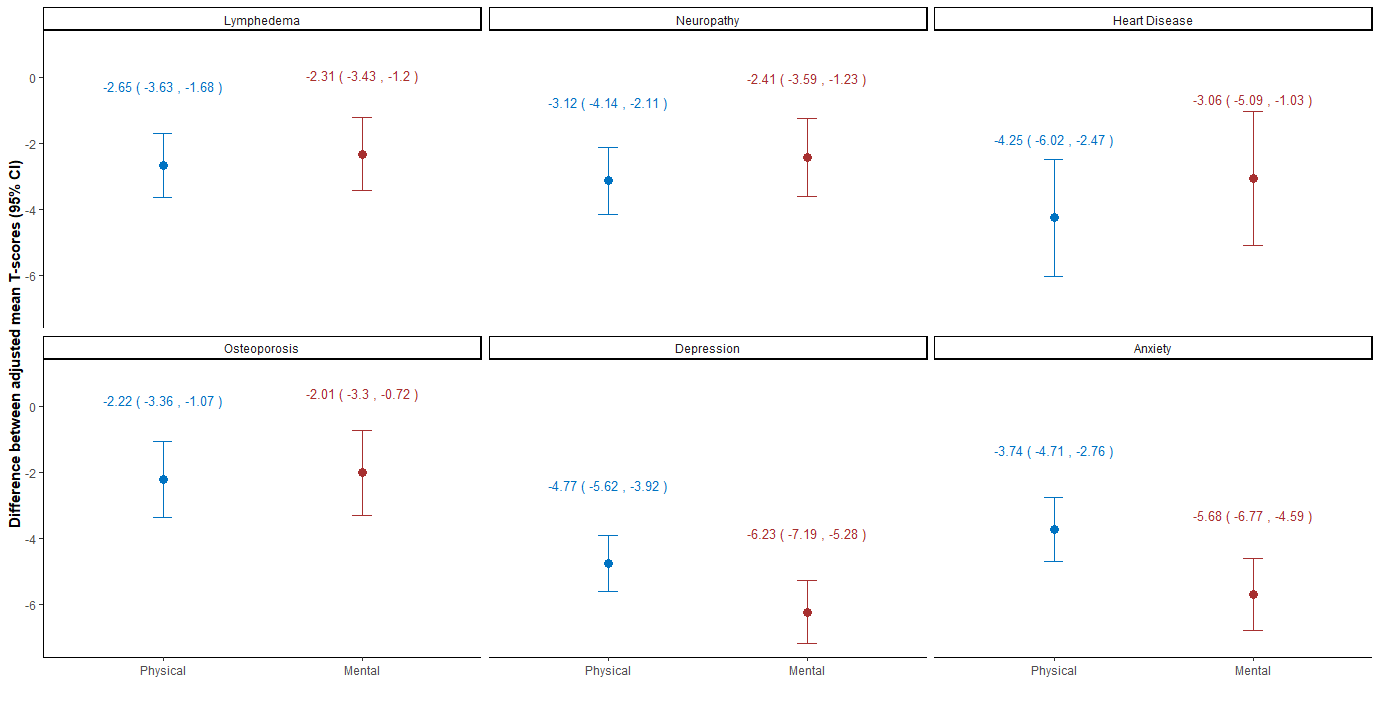 Lymphedema
Neuropathy
Heart Disease
Difference between adjusted mean T-scores (95% CI)
0
-2
-4
-6
-2.65 ( -3.63 , -1.68 )
-2.31 ( -3.43 , -1.2 )
-3.12 ( -4.14 , -2.11 )
-2.41 ( -3.59 , -1.23 )
-4.25 ( -6.02 , -2.47 )
-3.06 ( -5.09 , -1.03 )
Osteoporosis
Depression
Anxiety
0
-2
-4
-6
-2.22 ( -3.36 , -1.07 )
-2.01 ( -3.3 , -0.72 )
-4.77 ( -5.62 , -3.92 )
-6.23 ( -7.19 , -5.28 )
-3.74 ( -4.71 , -2.76 )
-5.68 ( -6.77 , -4.59 )
Physical
Mental
Physical
Mental
Physical
Mental